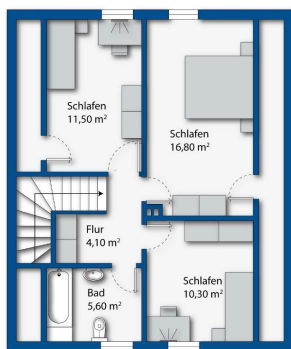 Schlafen
11,50 m²
Schlafen
16,80 m²
Flur
4,10 m²
Schlafen
10,30 m²
Bad
5,60 m²